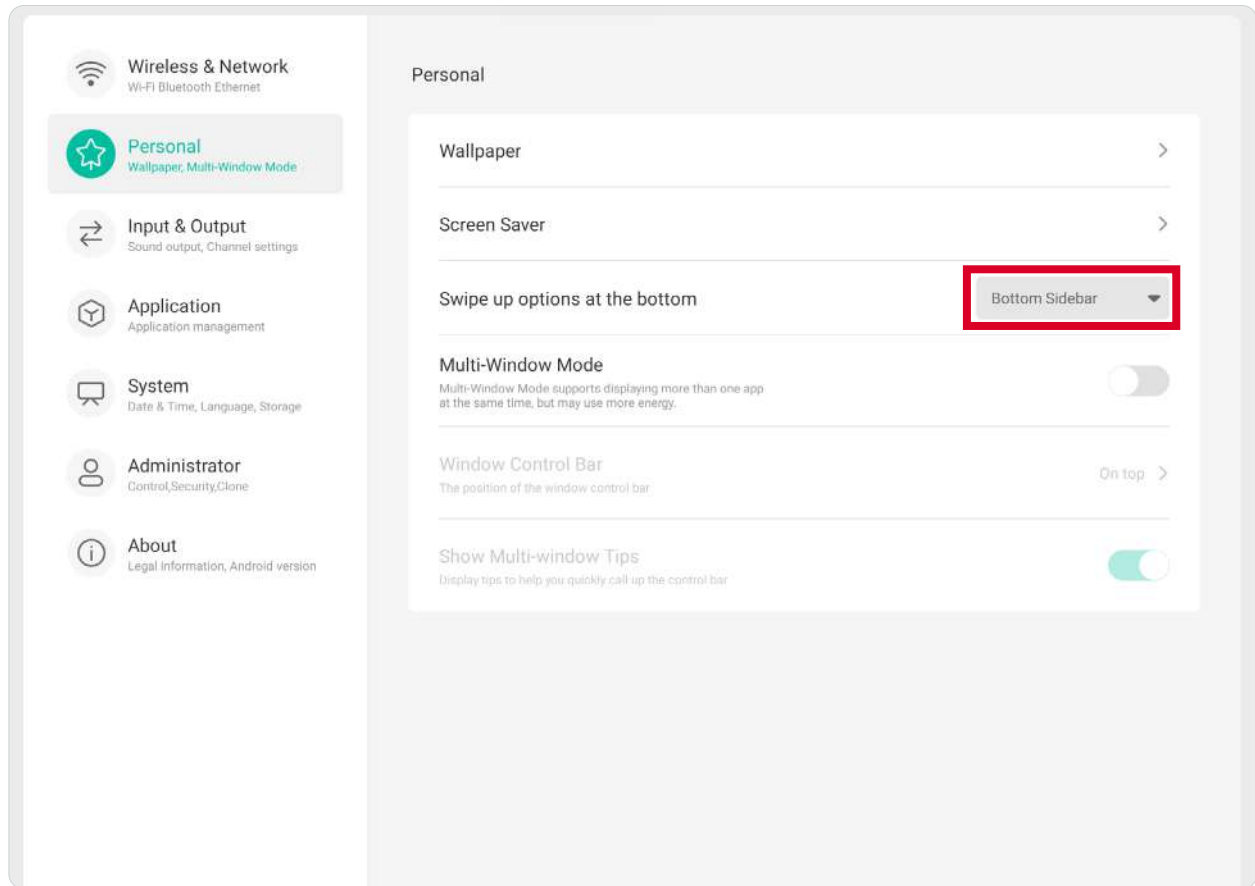 Wireless & Network
Wi-Fi Bluetooth Ethernet
Personal
Wallpaper, Multi-Window Mode
Input & Output
Sound output, Channel settings
Application
Application management
System
Date & Time, Language, Storage
Administrator
Control,Security,Clone
About
Legal Information, Android version
Personal
Wallpaper
Screen Saver
Swipe up options at the bottom
Bottom Sidebar
Multi-Window Mode
Multi-Window Mode supports displaying more than one app
at the same time, but may use more energy.
Window Control Bar
The position of the window control bar
On top
Show Multi-window Tips
Display tips to help you quickly call up the control bar